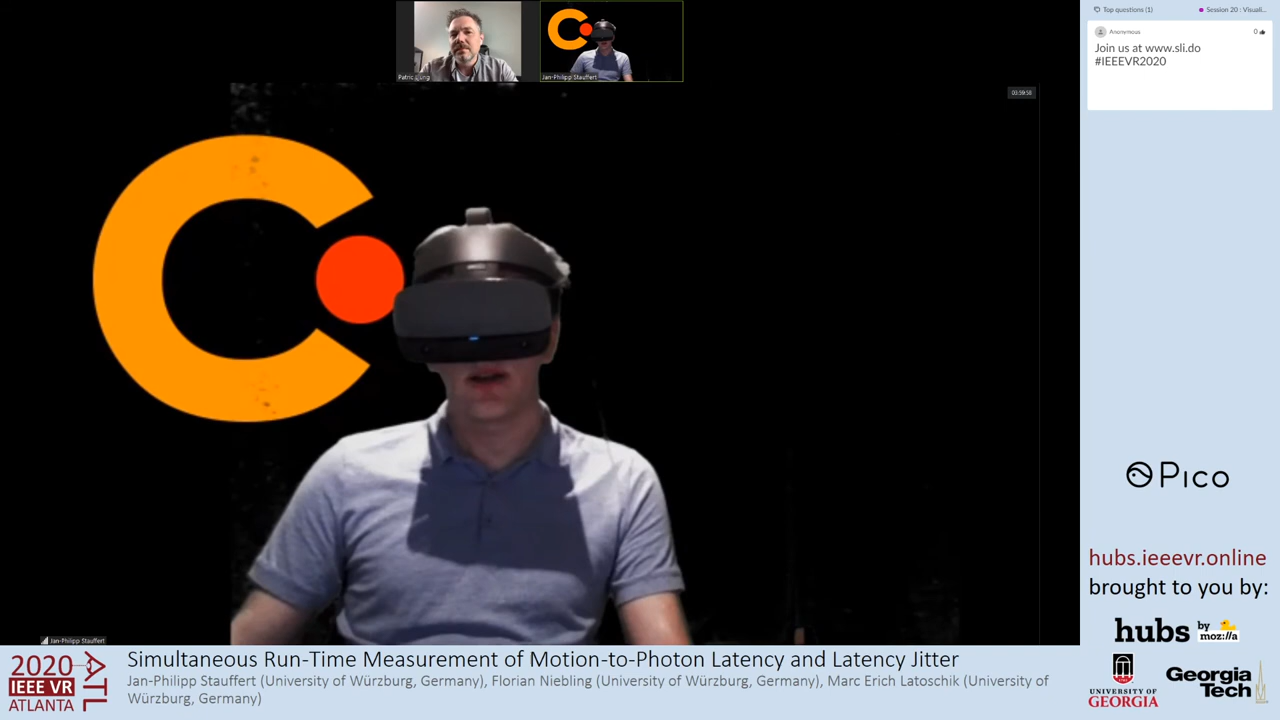 Patrick Jung
Jan-Philipp Stauffert
03:59:58
Jan-Philipp Stauffert
Top questions (1)
Session 20 : Visuali...
Anonymous
0
Join us at www.sli.do
#IEEEVR2020
Pico
hubs.ieeevr.online
brought to you by:
hubs by moz://a
UNIVERSITY OF
GEORGIA
Georgia
Tech
2020
IEEE VR
ATLANTA
ATL
Simultaneous Run-Time Measurement of Motion-to-Photon Latency and Latency Jitter
Jan-Philipp Stauffert (University of Würzburg, Germany), Florian Niebling (University of Würzburg, Germany), Marc Erich Latoschik (University of
Würzburg, Germany)